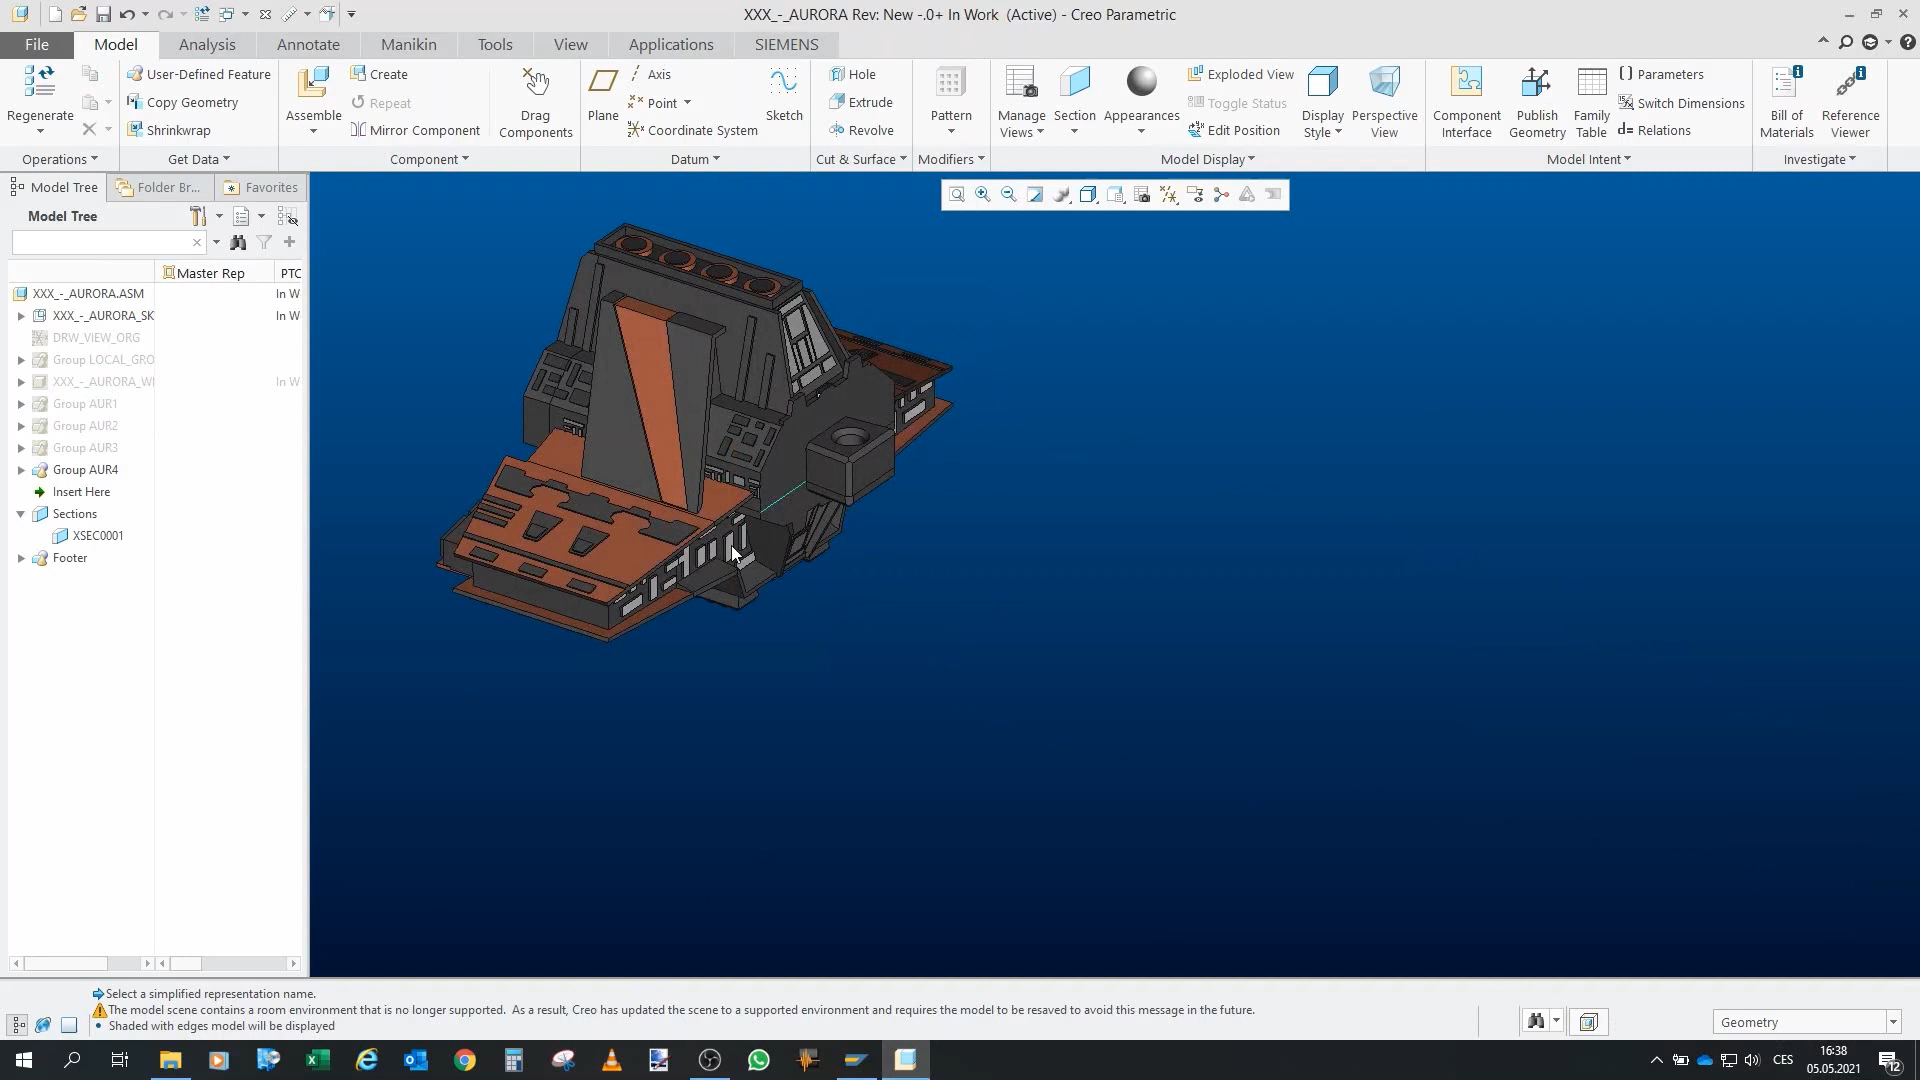 XXX_-_AURORA Rev: New -.0+ In Work (Active) - Creo Parametric
File Model Analysis Annotate Manikin Tools View Applications SIEMENS
Regenerate
Operations
User-Defined Feature
Copy Geometry
Shrinkwrap
Get Data
Assemble
Create
Repeat
Mirror Component
Drag
Components
Component
Plane
Axis
Point
Coordinate System
Sketch
Datum
Hole
Extrude
Revolve
Cut & Surface
Pattern
Modifiers
Manage
Views
Section
Appearances
Exploded View
Toggle Status
Edit Position
Display
Style
Perspective
View
Model Display
Component
Interface
Publish
Geometry
Family
Table
Parameters
Switch Dimensions
d= Relations
Model Intent
Bill of
Materials
Reference
Viewer
Investigate
Model Tree Folder Br... Favorites
Model Tree
Master Rep PTC
XXX_-_AURORA.ASM In W
XXX_-_AURORA_SK In W
DRW_VIEW_ORG
Group LOCAL_GRO
XXX_-_AURORA_WI In W
Group AUR1
Group AUR2
Group AUR3
Group AUR4
Insert Here
Sections
XSEC0001
Footer
Select a simplified representation name.
The model scene contains a room environment that is no longer supported. As a result, Creo has updated the scene to a supported environment and requires the model to be resaved to avoid this message in the future.
• Shaded with edges model will be displayed
Geometry
CES
16:38
05.05.2021
12